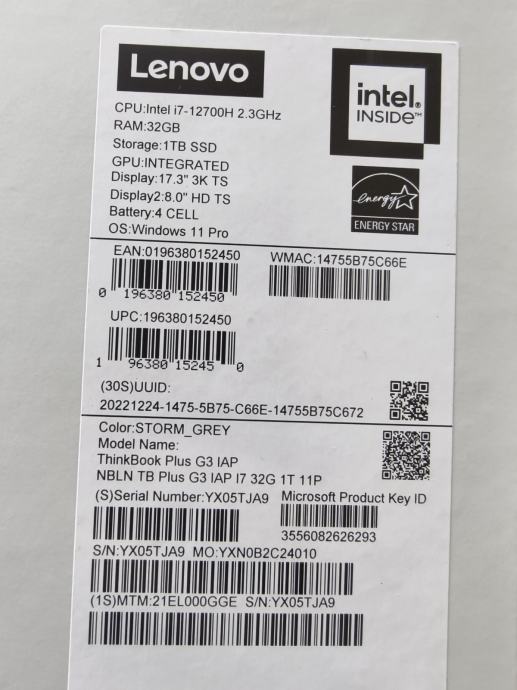 Lenovo
CPU:Intel i7-12700H 2.3GHz
RAM:32GB
Storage:1TB SSD
GPU:INTEGRATED
Display:17.3" 3K TS
Display2:8.0" HD TS
Battery:4 CELL
OS:Windows 11 Pro
intel®
INSIDE™
energy
ENERGY STAR
EAN:0196380152450
0 196380 152450
WMAC:14755B75C66E
UPC:196380152450
1 96380 15245 0
(30S)UUID:
20221224-1475-5B75-C66E-14755B75C672
Color:STORM_GREY
Model Name:
ThinkBook Plus G3 IAP
NBLN TB Plus G3 IAP I7 32G 1T 11P
(S)Serial Number:YX05TJA9
Microsoft Product Key ID
3556082626293
S/N:YX05TJA9 MO:YXN0B2C24010
(1S)MTM:21EL000GGE S/N:YX05TJA9